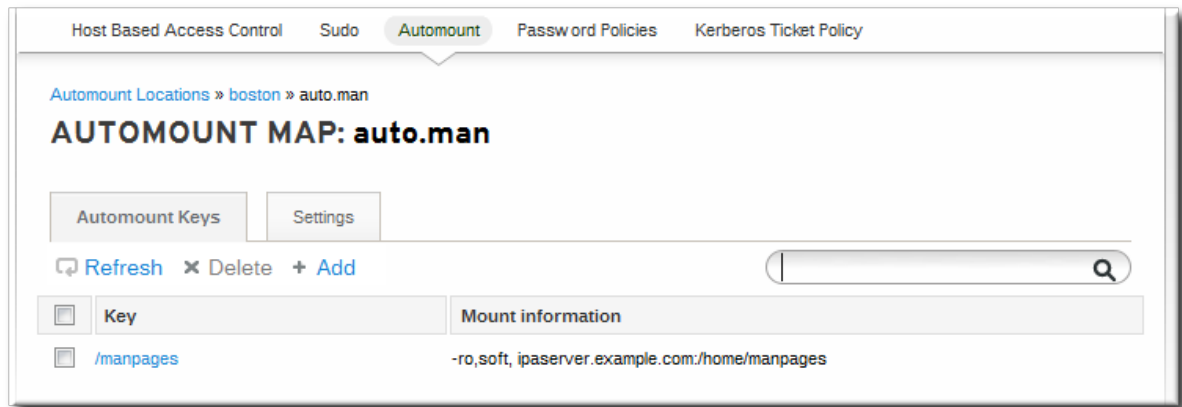 Host Based Access Control Sudo Automount Password Policies Kerberos Ticket Policy
Automount Locations » boston » auto.man
AUTOMOUNT MAP: auto.man
Automount Keys Settings
Refresh Delete Add
Key Mount information
/manpages -ro,soft, ipaserver.example.com:/home/manpages